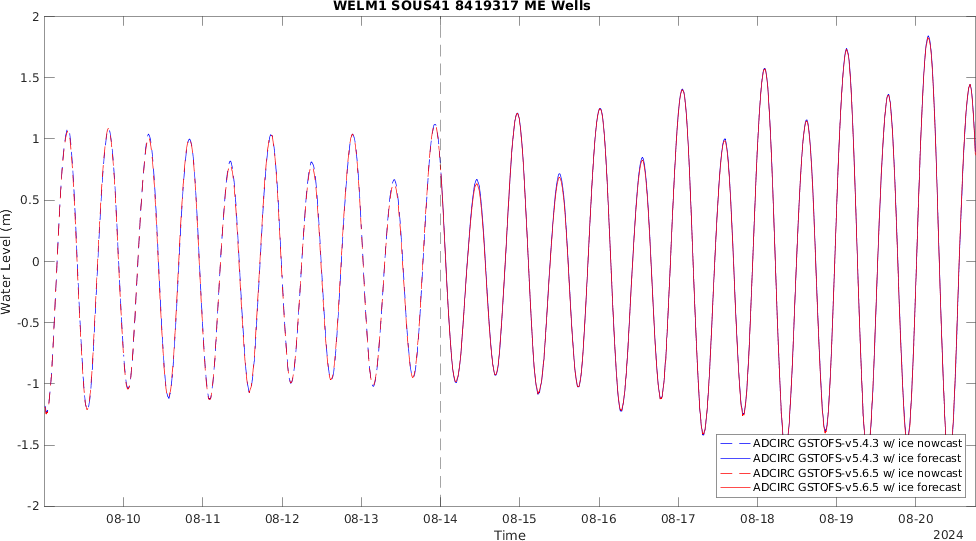 WELM1 SOUS41 8419317 ME Wells
2
1.5
1
0.5
0
-0.5
-1
-1.5
-2
Water Level (m)
ADCIRC GSTOFS-v5.4.3 w/ ice nowcast
ADCIRC GSTOFS-v5.4.3 w/ ice forecast
ADCIRC GSTOFS-v5.6.5 w/ ice nowcast
ADCIRC GSTOFS-v5.6.5 w/ ice forecast
08-10 08-11 08-12 08-13 08-14 08-15 08-16 08-17 08-18 08-19 08-20
Time
2024